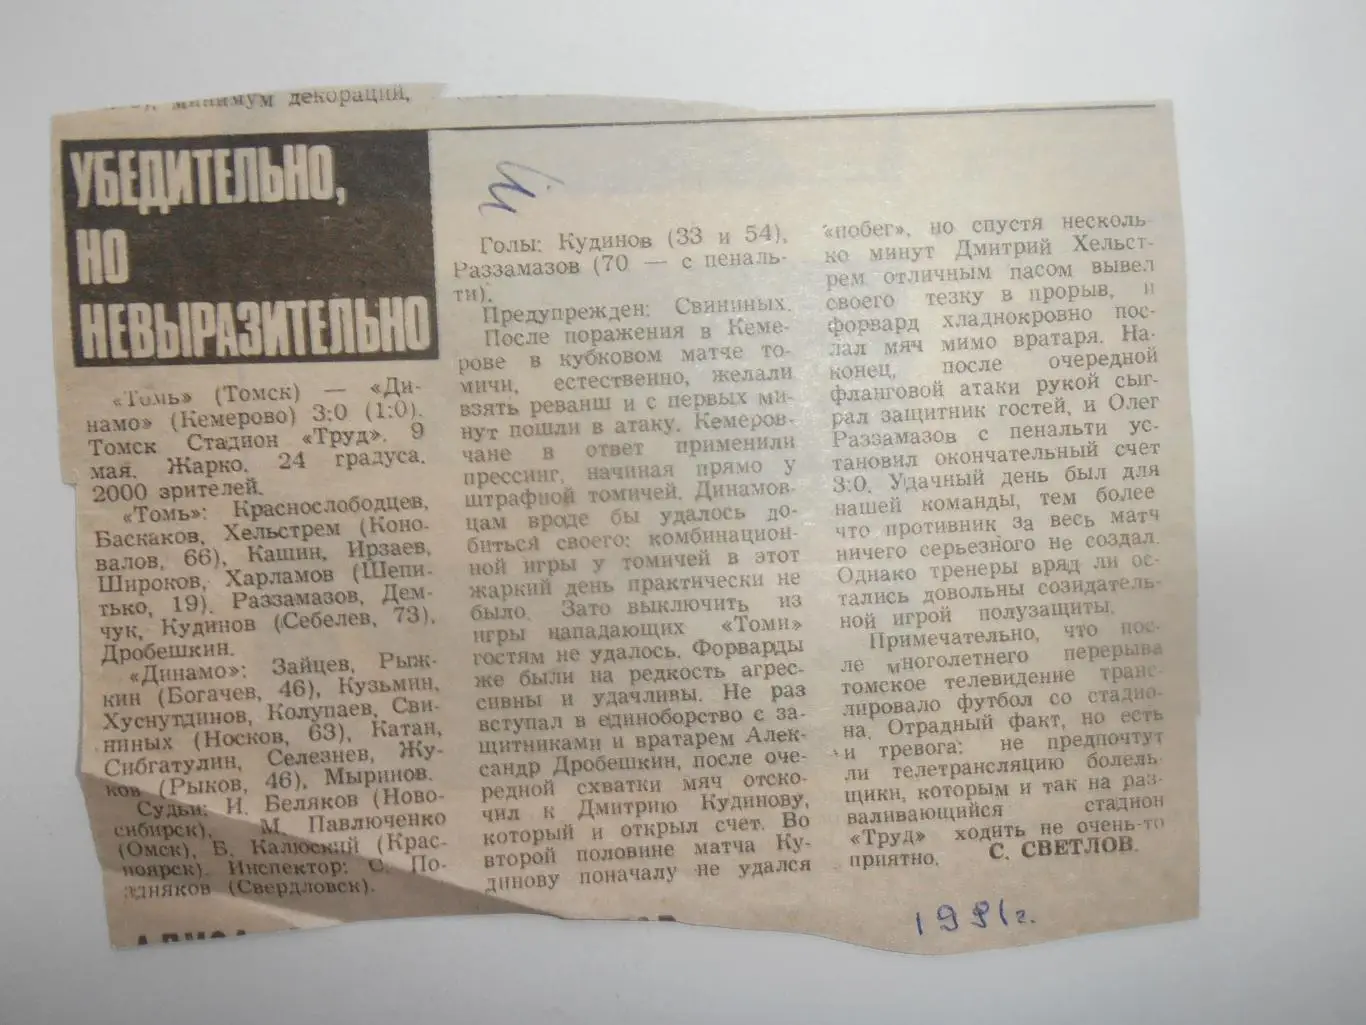 минимум декораций,
УБЕДИТЕЛЬНО,
НО
НЕВЫРАЗИТЕЛЬНО
«Томь» (Томск) — «Ди-
намо» (Кемерово) 3:0 (1:0).
Томск Стадион «Труд». 9
мая. Жарко. 24 градуса.
2000 зрителей.
«Томь»: Краснослободцев,
Баскаков, Хельстрем (Коно-
валов, 66), Кашин, Ирзаев,
Широков, Харламов (Шепи-
тько, 19). Раззамазов, Дем-
чук, Кудинов (Себелев, 73),
Дробешкин.
«Динамо»: Зайцев, Рыж-
кин (Богачев, 46), Кузьмин,
Хуснутдинов, Колупаев, Сви-
ниных (Носков, 63), Катан,
Сибгатулин, Селезнев, Жу-
ков (Рыков, 46), Мыринов.
Судьи: И. Беляков (Ново-
сибирск), М. Павлюченко
(Омск), Б. Калюский (Крас-
ноярск). Инспектор: С. По-
здняков (Свердловск).
Голы: Кудинов (33 и 54),
Раззамазов (70 — с пеналь-
ти).
Предупрежден: Свининых.
После поражения в Кеме-
рове в кубковом матче то-
мичи, естественно, желали
взять реванш и с первых ми-
нут пошли в атаку. Кемеров-
чане в ответ применили
прессинг, начиная прямо у
штрафной томичей. Динамов-
цам вроде бы удалось до-
биться своего: комбинацион-
ной игры у томичей в этот
жаркий день практически не
было. Зато выключить из
игры нападающих «Томи»
гостям не удалось. Форварды
же были на редкость агрес-
сивны и удачливы. Не раз
вступал в единоборство с за-
щитниками и вратарем Алек-
сандр Дробешкин, после оче-
редной схватки мяч отско-
чил к Дмитрию Кудинову,
который и открыл счет. Во
второй половине матча Ку-
динову поначалу не удался
«побег», но спустя несколь-
ко минут Дмитрий Хельст-
рем отличным пасом вывел
своего тезку в прорыв, и
форвард хладнокровно пос-
лал мяч мимо вратаря. На-
конец, после очередной
фланговой атаки рукой сыг-
рал защитник гостей, и Олег
Раззамазов с пенальти ус-
тановил окончательный счет
3:0. Удачный день был для
нашей команды, тем более
что противник за весь матч
ничего серьезного не создал.
Однако тренеры вряд ли ос-
тались довольны созидатель-
ной игрой полузащиты.
Примечательно, что пос-
ле многолетнего перерыва
томское телевидение транс-
лировало футбол со стадио-
на. Отрадный факт, но есть
и тревога: не предпочтут
ли телетрансляцию болель-
щики, которым и так на раз-
валивающийся стадион
«Труд» ходить не очень-то
приятно.
С. СВЕТЛОВ.
1991г.